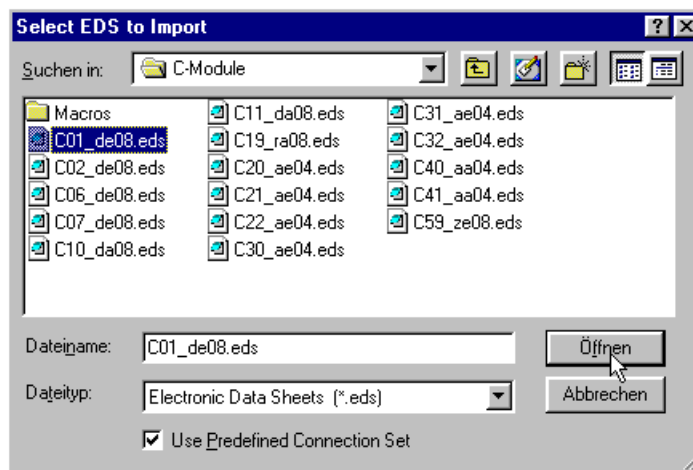 Select EDS to Import
Suchen in: C-Module
Macros C11_da08.eds C31_ae04.eds
C01_de08.eds C19_ra08.eds C32_ae04.eds
C02_de08.eds C20_ae04.eds C40_aa04.eds
C06_de08.eds C21_ae04.eds C41_aa04.eds
C07_de08.eds C22_ae04.eds C59_ze08.eds
C10_da08.eds C30_ae04.eds
Dateiname: C01_de08.eds Öffnen
Dateityp: Electronic Data Sheets (*.eds) Abbrechen
Use Predefined Connection Set